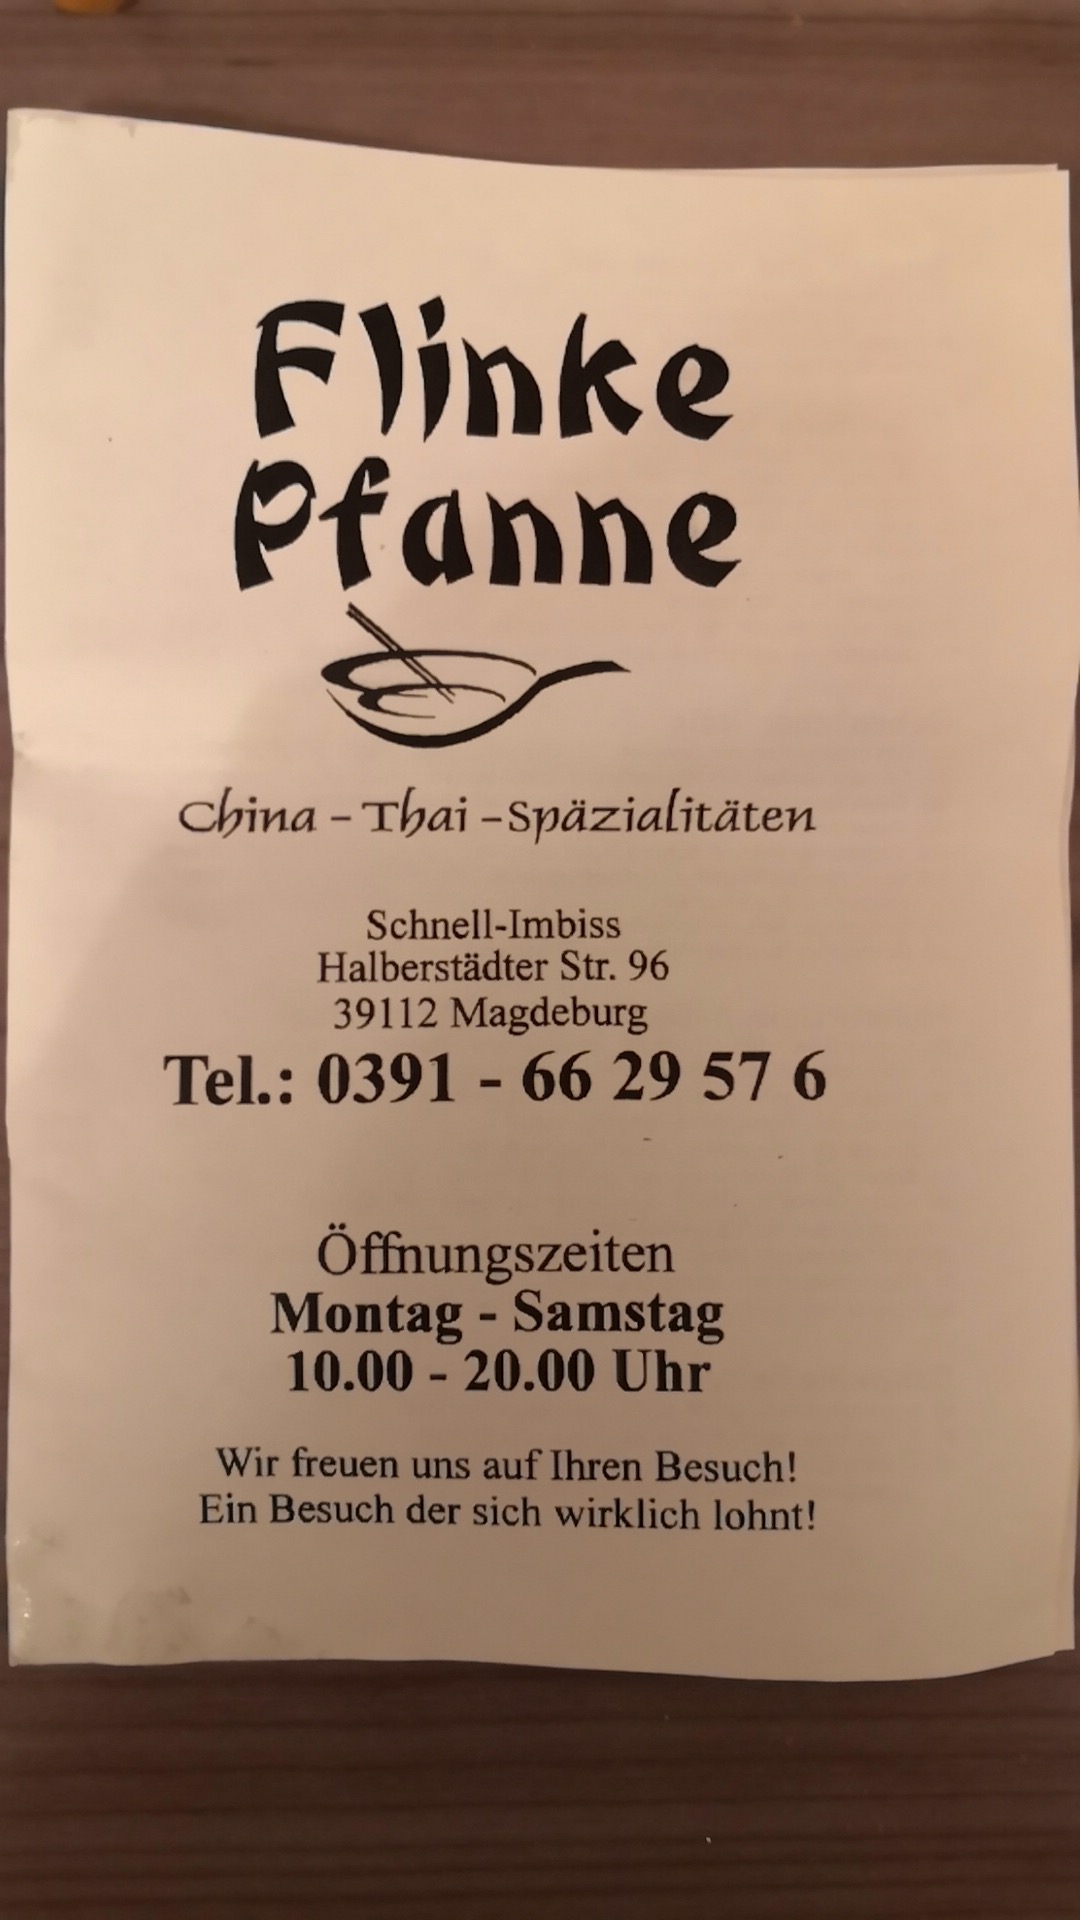 Flinke
Pfanne
China - Thai - Späzialitäten
Schnell-Imbiss
Halberstädter Str. 96
39112 Magdeburg
Tel.: 0391 - 66 29 57 6
Öffnungszeiten
Montag - Samstag
10.00 - 20.00 Uhr
Wir freuen uns auf Ihren Besuch!
Ein Besuch der sich wirklich lohnt!